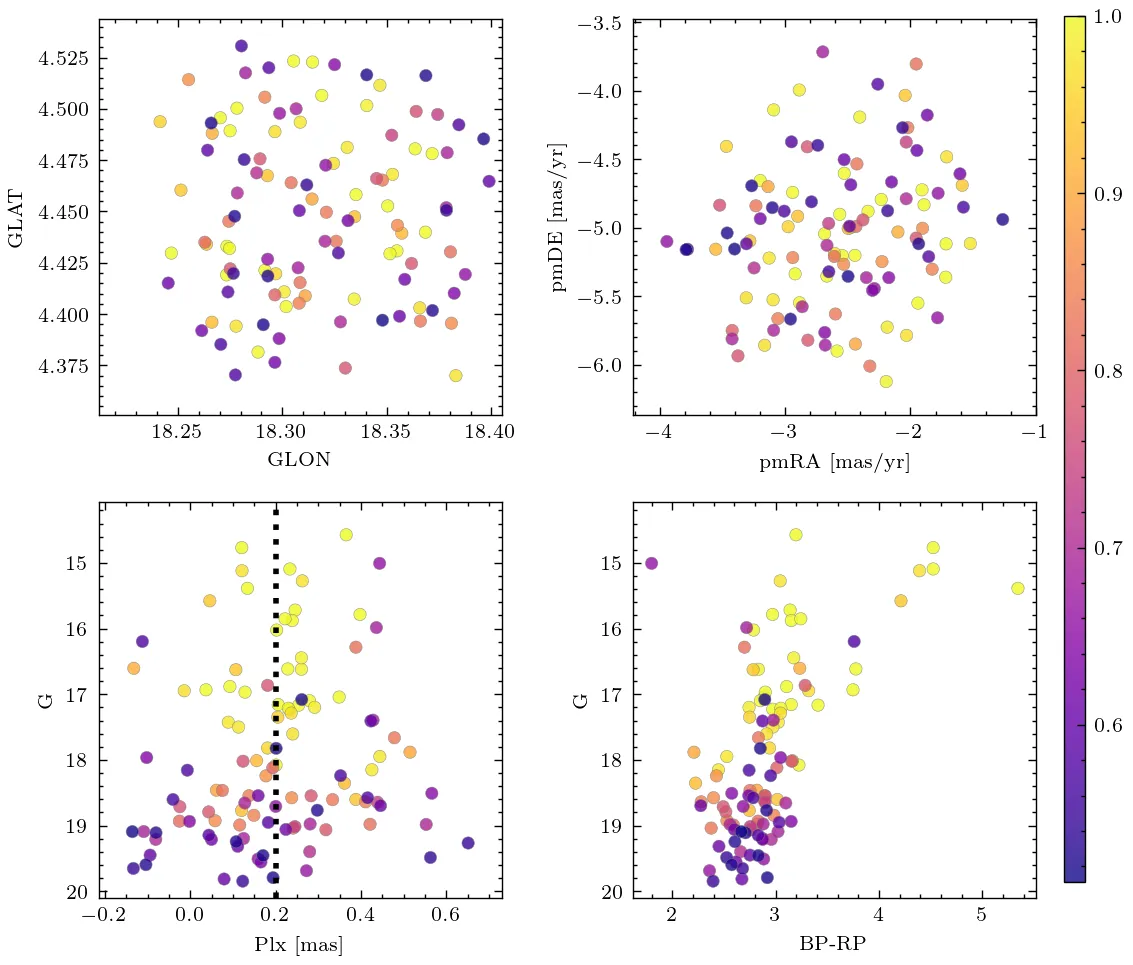 4.525
4.500
4.475
4.450
4.425
4.400
4.375
GLAT
18.25 18.30 18.35 18.40
GLON
−3.5
−4.0
−4.5
−5.0
−5.5
−6.0
pmDE [mas/yr]
−4 −3 −2 −1
pmRA [mas/yr]
1.0
0.9
0.8
0.7
0.6
15
16
17
18
19
20
G
−0.2 0.0 0.2 0.4 0.6
Plx [mas]
15
16
17
18
19
20
G
2 3 4 5
BP-RP